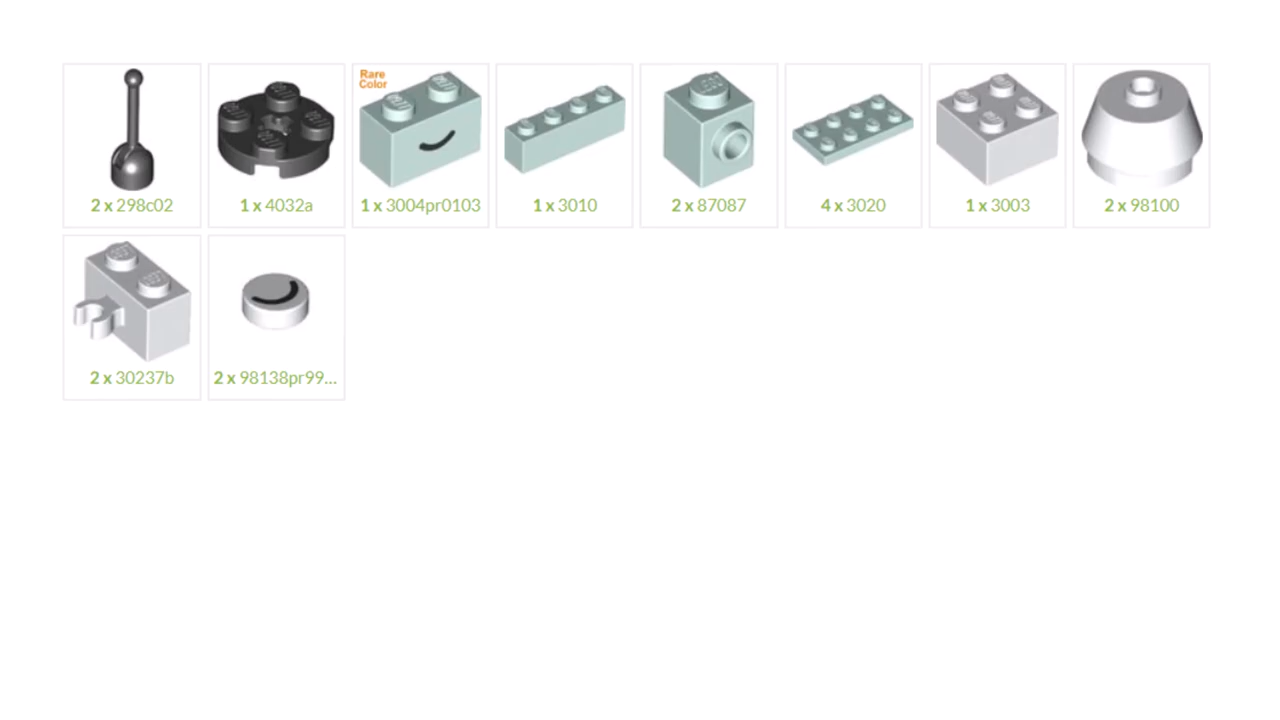 Rare
Color
2 x 298c02
1 x 4032a
1 x 3004pr0103
1 x 3010
2 x 87087
4 x 3020
1 x 3003
2 x 98100
2 x 30237b
2 x 98138pr99...